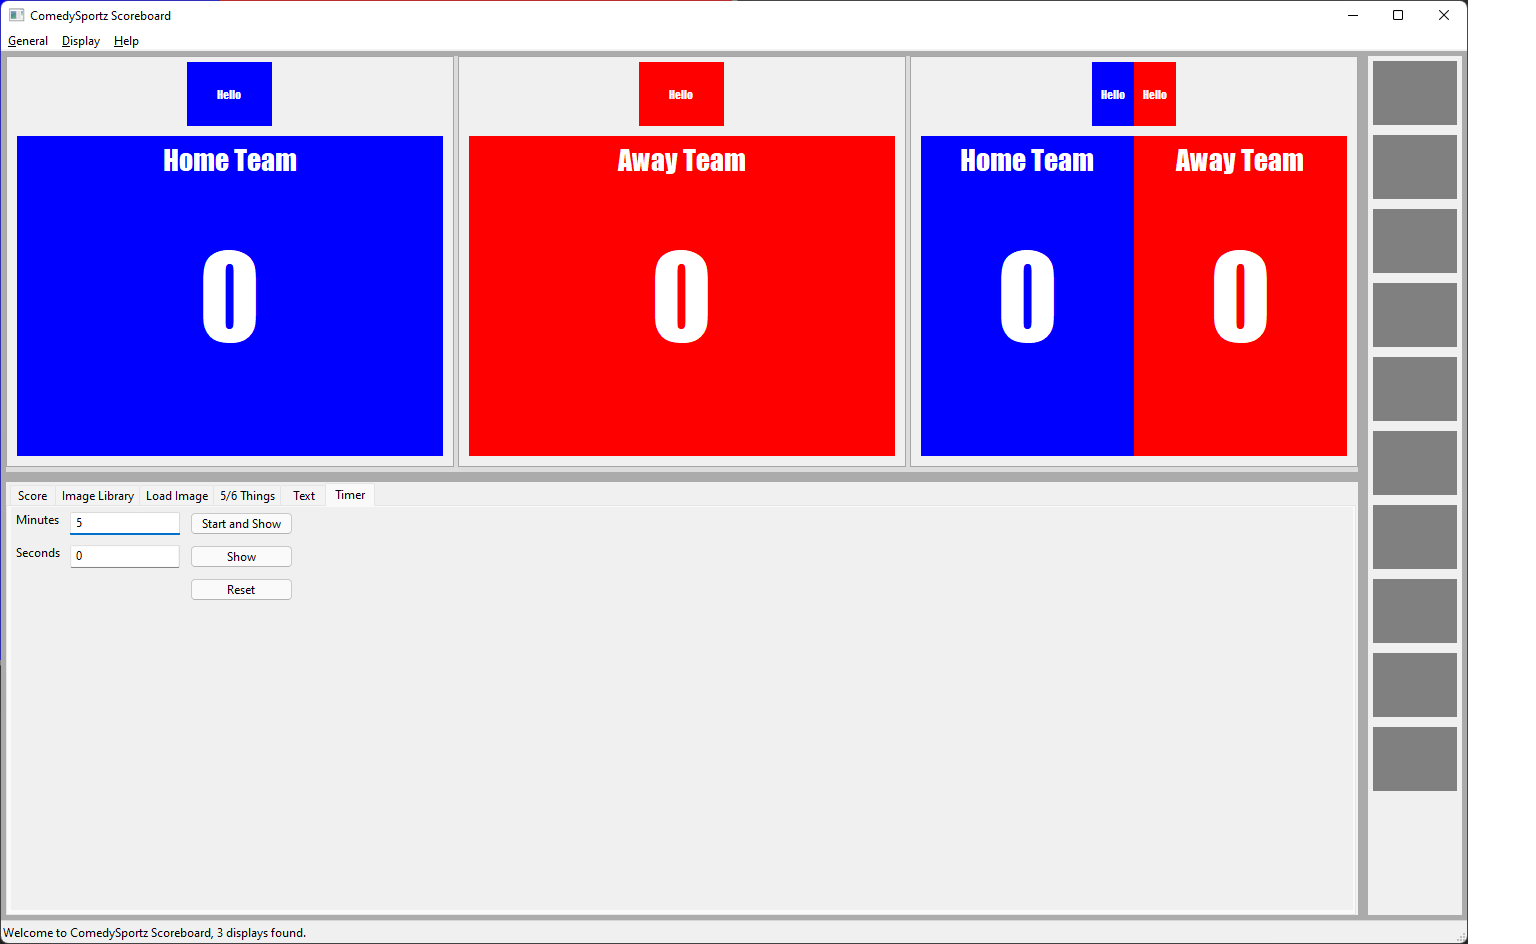 ComedySportz Scoreboard
General Display Help
Hello
Home Team
0
Hello
Away Team
0
Hello Hello
Home Team Away Team
0 0
Score Image Library Load Image 5/6 Things Text Timer
Minutes 5 Start and Show
Seconds 0 Show
Reset
Welcome to ComedySportz Scoreboard, 3 displays found.